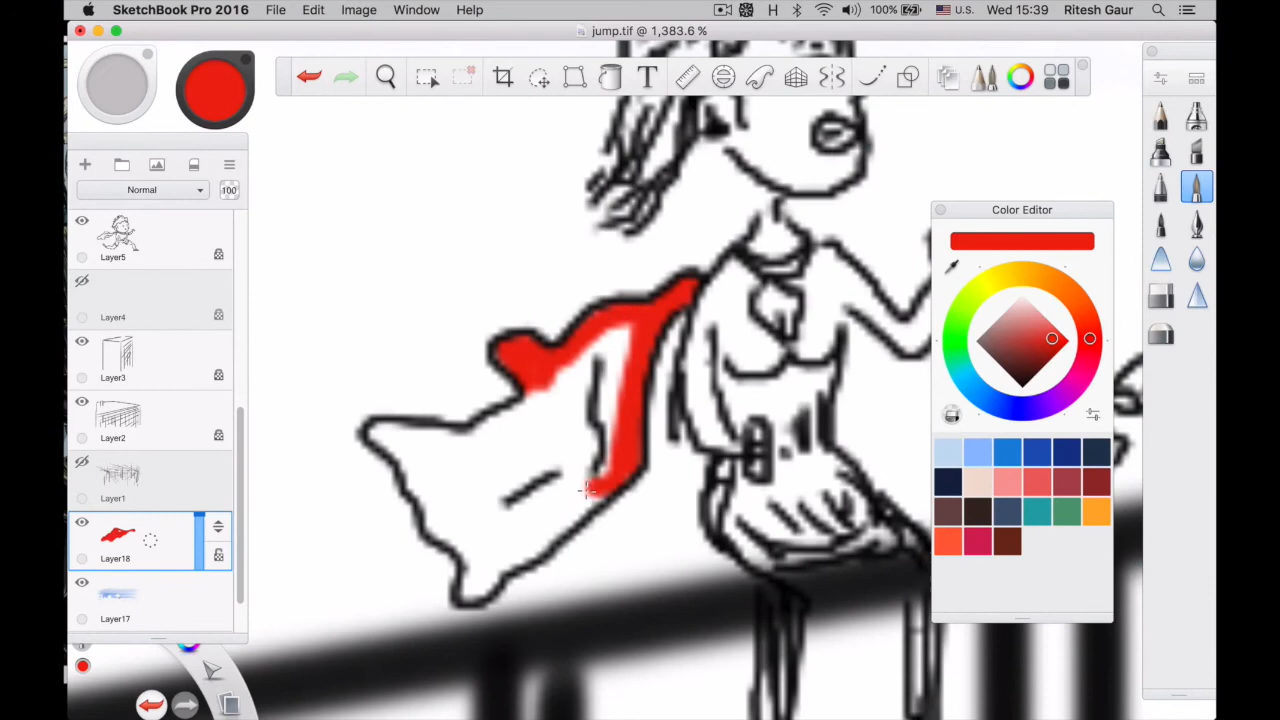 SketchBook Pro 2016 File Edit Image Window Help H 100% U.S. Wed 15:39 Ritesh Gaur
jump.tif @ 1,383.6 %
T
Normal 100
Layer5
Layer4
Layer3
Layer2
Layer1
Layer18
Layer17
Color Editor